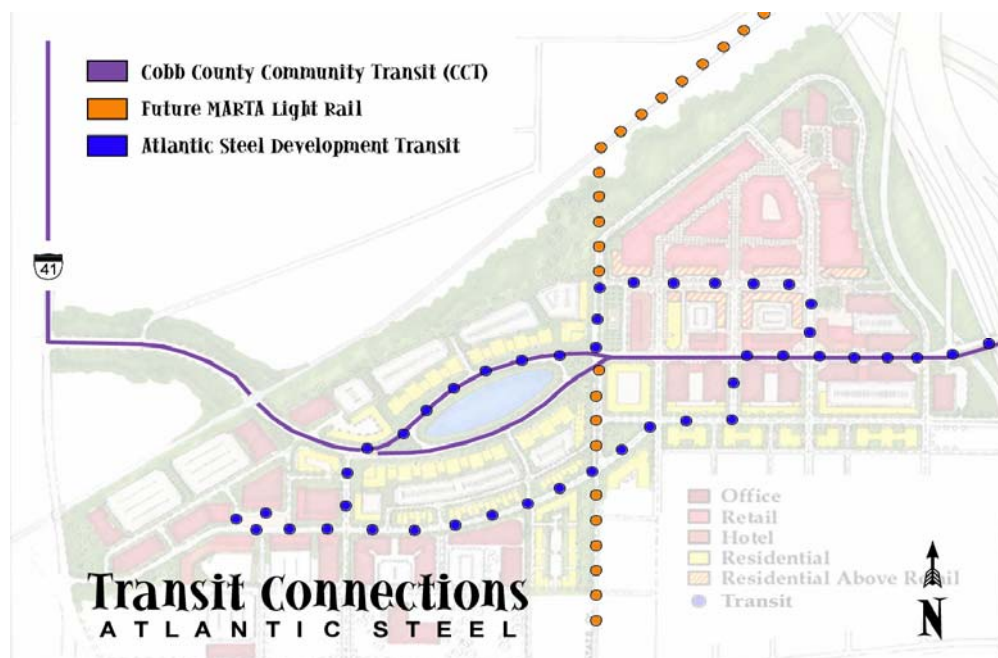 Cobb County Community Transit (CCT)
Future MARTA Light Rail
Atlantic Steel Development Transit
41
Office
Retail
Hotel
Residential
Residential Above Retail
Transit
Transit Connections
ATLANTIC STEEL
N